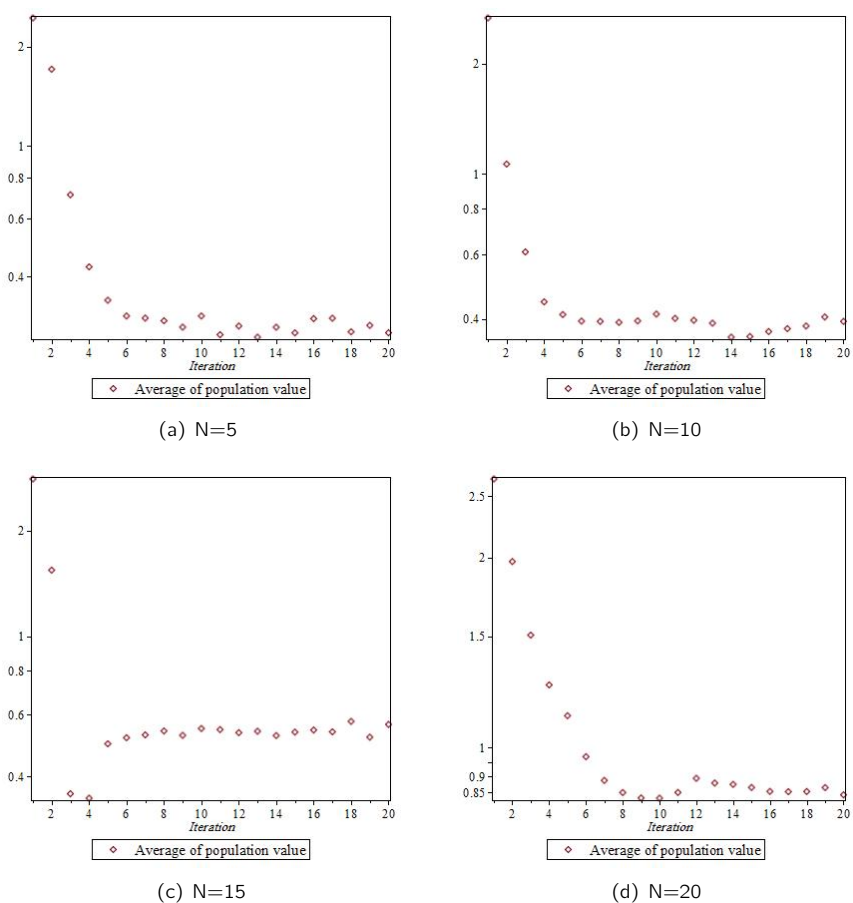 2
1
0.8
0.6
0.4
2 4 6 8 10 12 14 16 18 20
Iteration
Average of population value
(a) N=5
2
1
0.8
0.6
0.4
2 4 6 8 10 12 14 16 18 20
Iteration
Average of population value
(b) N=10
2
1
0.8
0.6
0.4
2 4 6 8 10 12 14 16 18 20
Iteration
Average of population value
(c) N=15
2.5
2
1.5
1
0.9
0.85
2 4 6 8 10 12 14 16 18 20
Iteration
Average of population value
(d) N=20